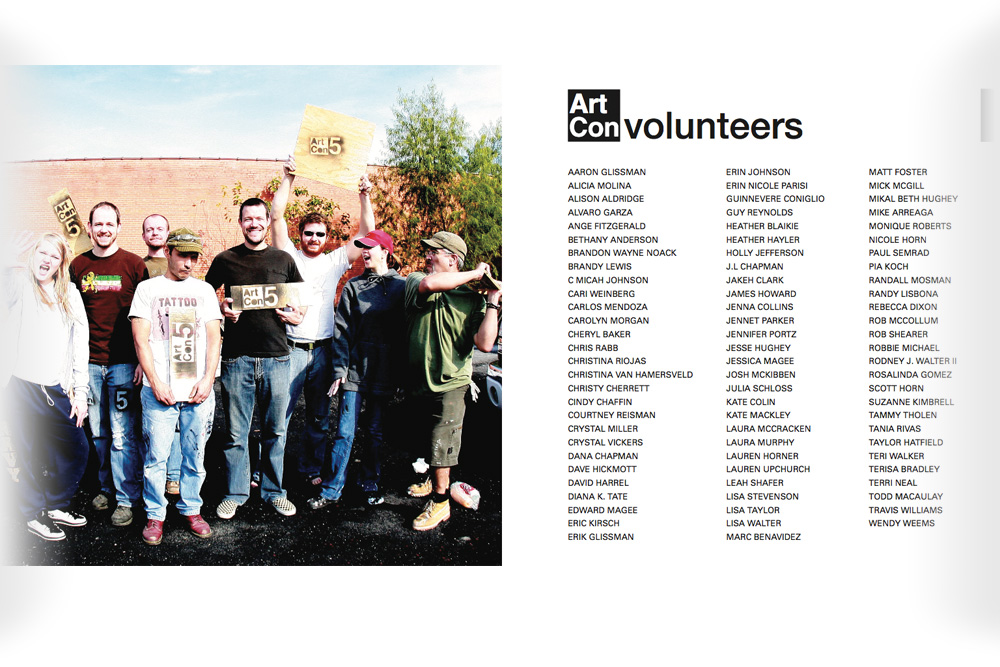 Art
Con 5
Art
Con 5
TATTOO
Art
Con 5
Art
Con 5
5
Art
Con volunteers
AARON GLISSMAN
ALICIA MOLINA
ALISON ALDRIDGE
ALVARO GARZA
ANGE FITZGERALD
BETHANY ANDERSON
BRANDON WAYNE NOACK
BRANDY LEWIS
C MICAH JOHNSON
CARI WEINBERG
CARLOS MENDOZA
CAROLYN MORGAN
CHERYL BAKER
CHRIS RABB
CHRISTINA RIOJAS
CHRISTINA VAN HAMERSVELD
CHRISTY CHERRETT
CINDY CHAFFIN
COURTNEY REISMAN
CRYSTAL MILLER
CRYSTAL VICKERS
DANA CHAPMAN
DAVE HICKMOTT
DAVID HARREL
DIANA K. TATE
EDWARD MAGEE
ERIC KIRSCH
ERIK GLISSMAN
ERIN JOHNSON
ERIN NICOLE PARISI
GUINNEVERE CONIGLIO
GUY REYNOLDS
HEATHER BLAIKIE
HEATHER HAYLER
HOLLY JEFFERSON
J.L CHAPMAN
JAKEH CLARK
JAMES HOWARD
JENNA COLLINS
JENNET PARKER
JENNIFER PORTZ
JESSE HUGHEY
JESSICA MAGEE
JOSH MCKIBBEN
JULIA SCHLOSS
KATE COLIN
KATE MACKLEY
LAURA MCCRACKEN
LAURA MURPHY
LAUREN HORNER
LAUREN UPCHURCH
LEAH SHAFER
LISA STEVENSON
LISA TAYLOR
LISA WALTER
MARC BENAVIDEZ
MATT FOSTER
MICK MCGILL
MIKAL BETH HUGHEY
MIKE ARREAGA
MONIQUE ROBERTS
NICOLE HORN
PAUL SEMRAD
PIA KOCH
RANDALL MOSMAN
RANDY LISBONA
REBECCA DIXON
ROB MCCOLLUM
ROB SHEARER
ROBBIE MICHAEL
RODNEY J. WALTER II
ROSALINDA GOMEZ
SCOTT HORN
SUZANNE KIMBRELL
TAMMY THOLEN
TANIA RIVAS
TAYLOR HATFIELD
TERI WALKER
TERISA BRADLEY
TERRI NEAL
TODD MACAULAY
TRAVIS WILLIAMS
WENDY WEEMS